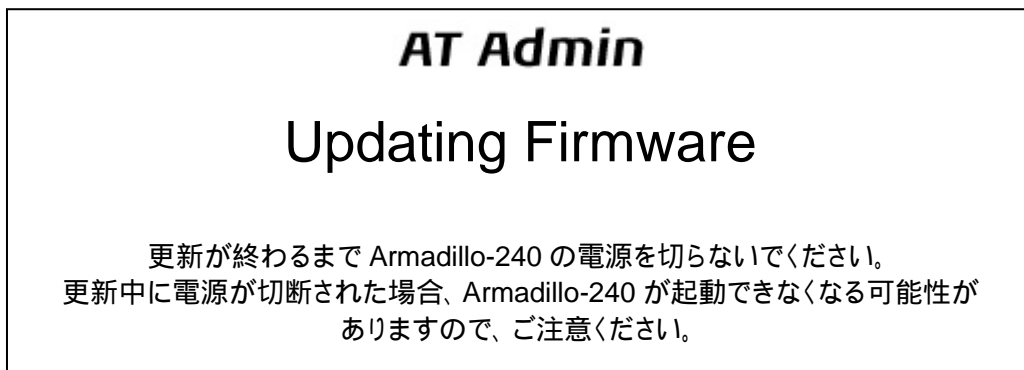 AT Admin
Updating Firmware
更新が終わるまで Armadillo-240 の電源を切らないでください。
更新中に電源が切断された場合、Armadillo-240 が起動できなくなる可能性が
ありますので、ご注意ください。